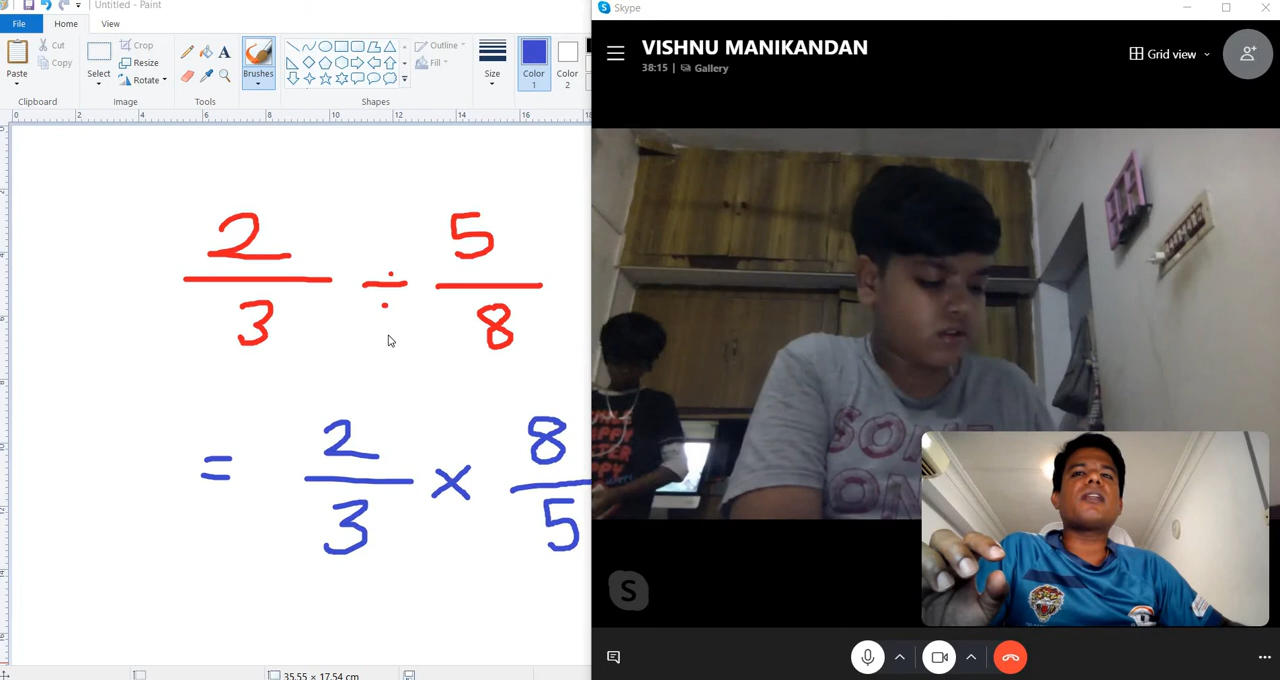 Untitled - Paint
File Home View
Paste
Cut
Copy
Clipboard
Select
Crop
Resize
Rotate
Image
A
Tools
Brushes
Shapes
Outline
Fill
Size
Color 1
Color 2
0 2 4 6 8 10 12 14 16 18
2
3
÷
5
8
=
2
3
×
8
5
35.55 × 17.54 cm
Skype
VISHNU MANIKANDAN
38:15 | Gallery
Grid view
S